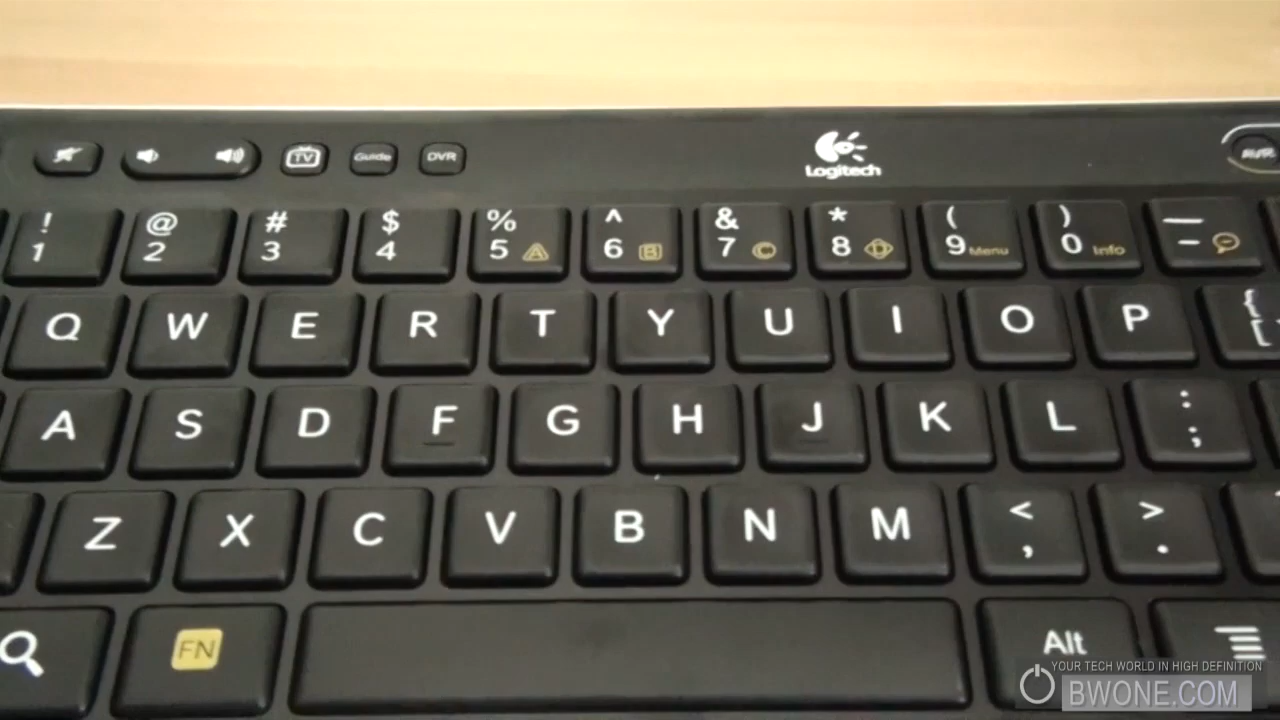 TV Guide DVR Logitech AVR
! @ # $ % ^ & * ( ) —
1 2 3 4 5 A 6 B 7 C 8 D 9 Menu 0 Info -
Q W E R T Y U I O P { [
A S D F G H J K L : ;
Z X C V B N M < , > .
FN Alt
YOUR TECH WORLD IN HIGH DEFINITION
BWONE.COM